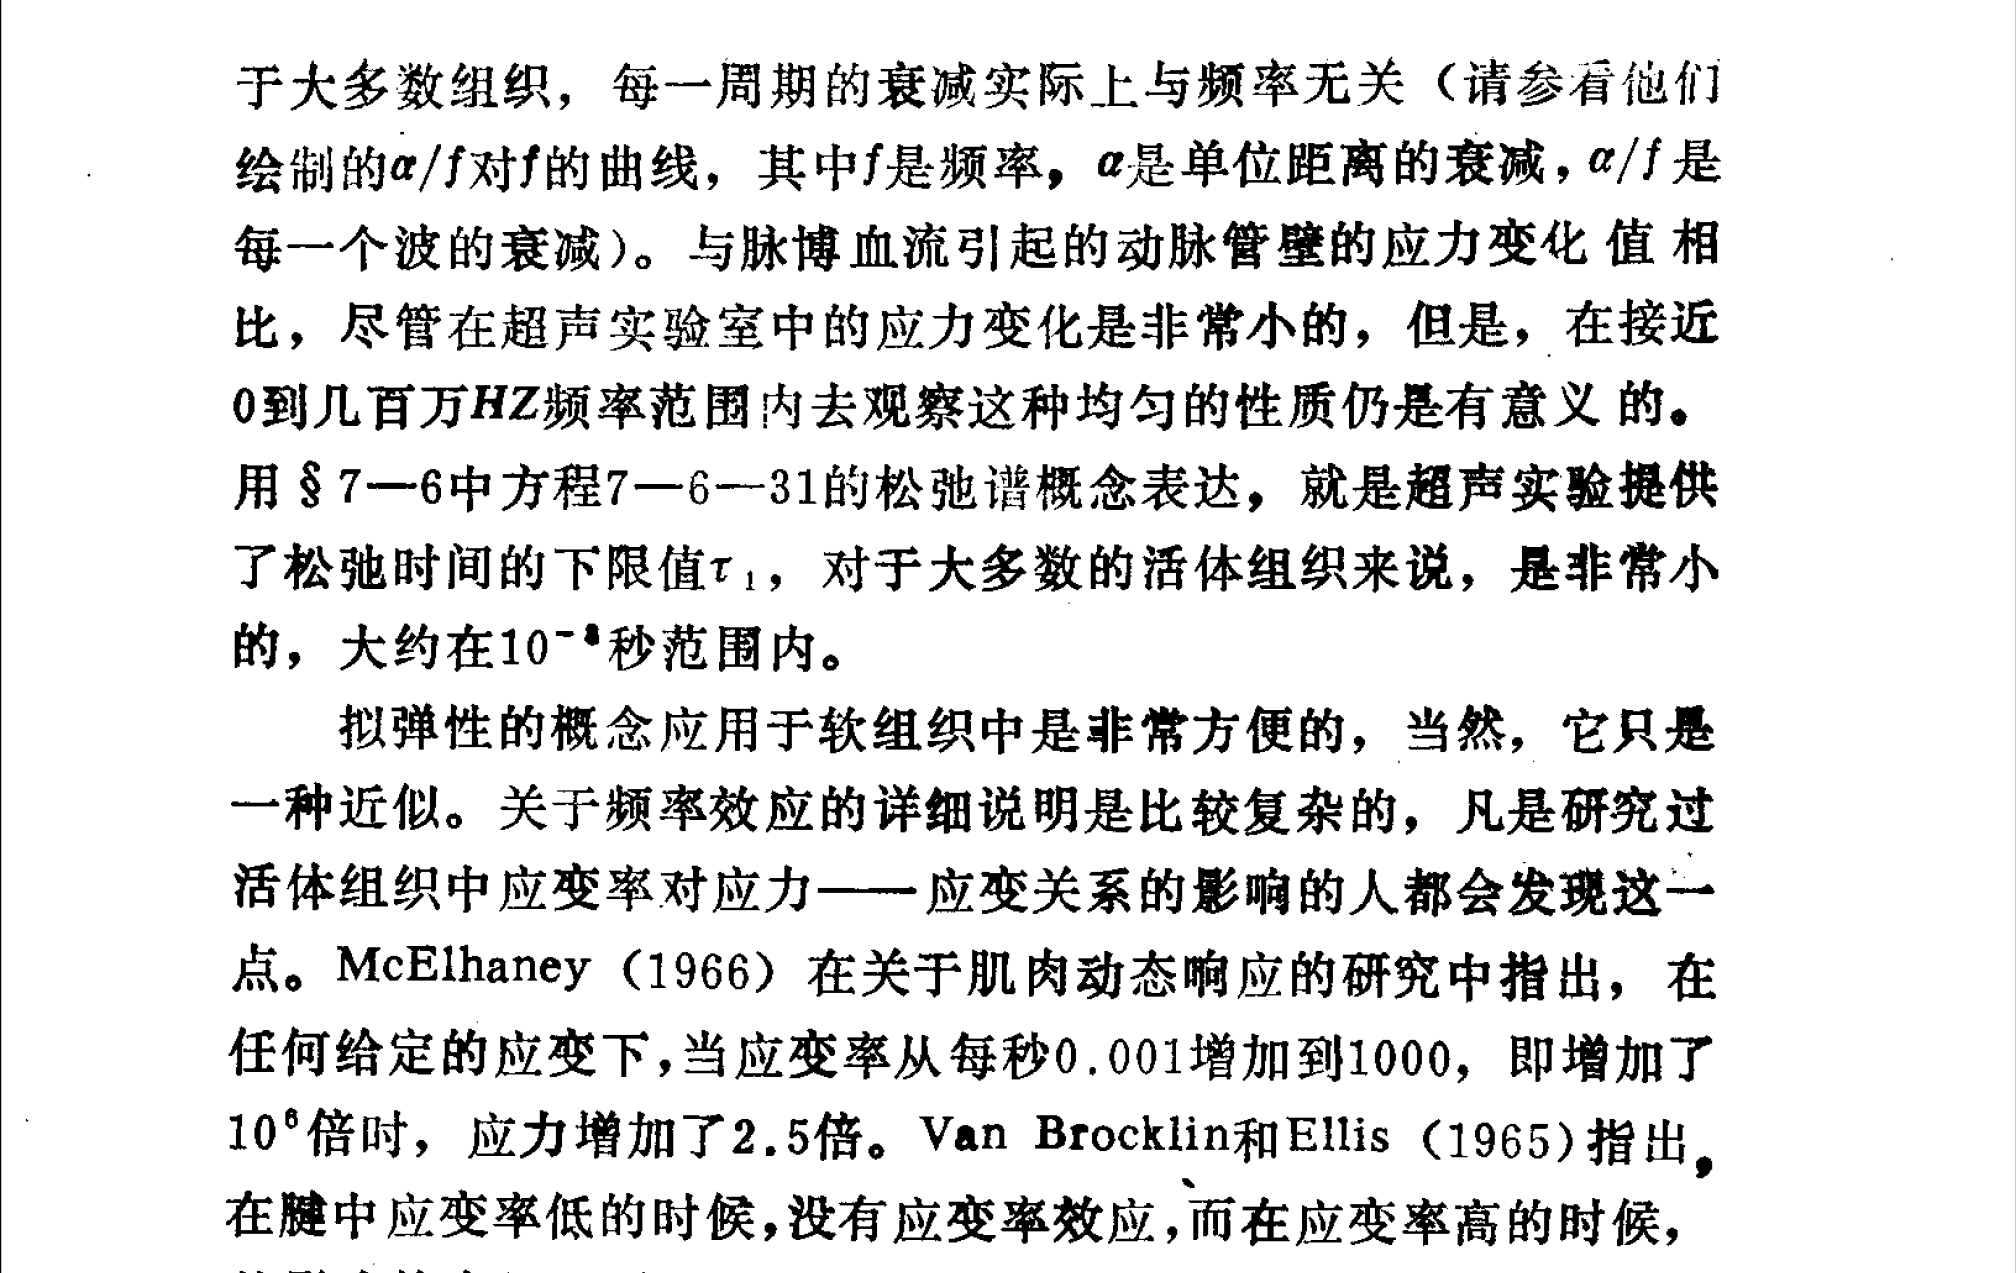 于大多数组织，每一周期的衰减实际上与频率无关（请参看他们
绘制的α/f对f的曲线，其中f是频率，α是单位距离的衰减，α/f是
每一个波的衰减）。与脉博血流引起的动脉管壁的应力变化值相
比，尽管在超声实验室中的应力变化是非常小的，但是，在接近
0到几百万HZ频率范围内去观察这种均匀的性质仍是有意义的。
用§7—6中方程7—6—31的松弛谱概念表达，就是超声实验提供
了松弛时间的下限值τ₁，对于大多数的活体组织来说，是非常小
的，大约在10⁻⁸秒范围内。
拟弹性的概念应用于软组织中是非常方便的，当然，它只是
一种近似。关于频率效应的详细说明是比较复杂的，凡是研究过
活体组织中应变率对应力——应变关系的影响的人都会发现这一
点。McElhaney（1966）在关于肌肉动态响应的研究中指出，在
任何给定的应变下，当应变率从每秒0.001增加到1000，即增加了
10⁶倍时，应力增加了2.5倍。Van Brocklin和Ellis（1965）指出，
在腱中应变率低的时候，没有应变率效应，而在应变率高的时候，